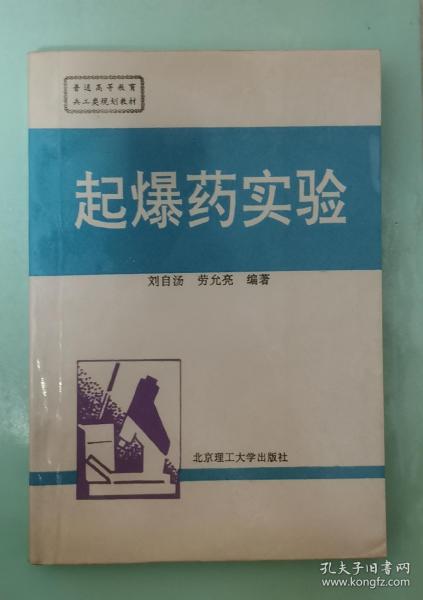 普通高等教育
兵工类规划教材
起爆药实验
刘自汤 劳允亮 编著
北京理工大学出版社
孔夫子旧书网
www.kongfz.com